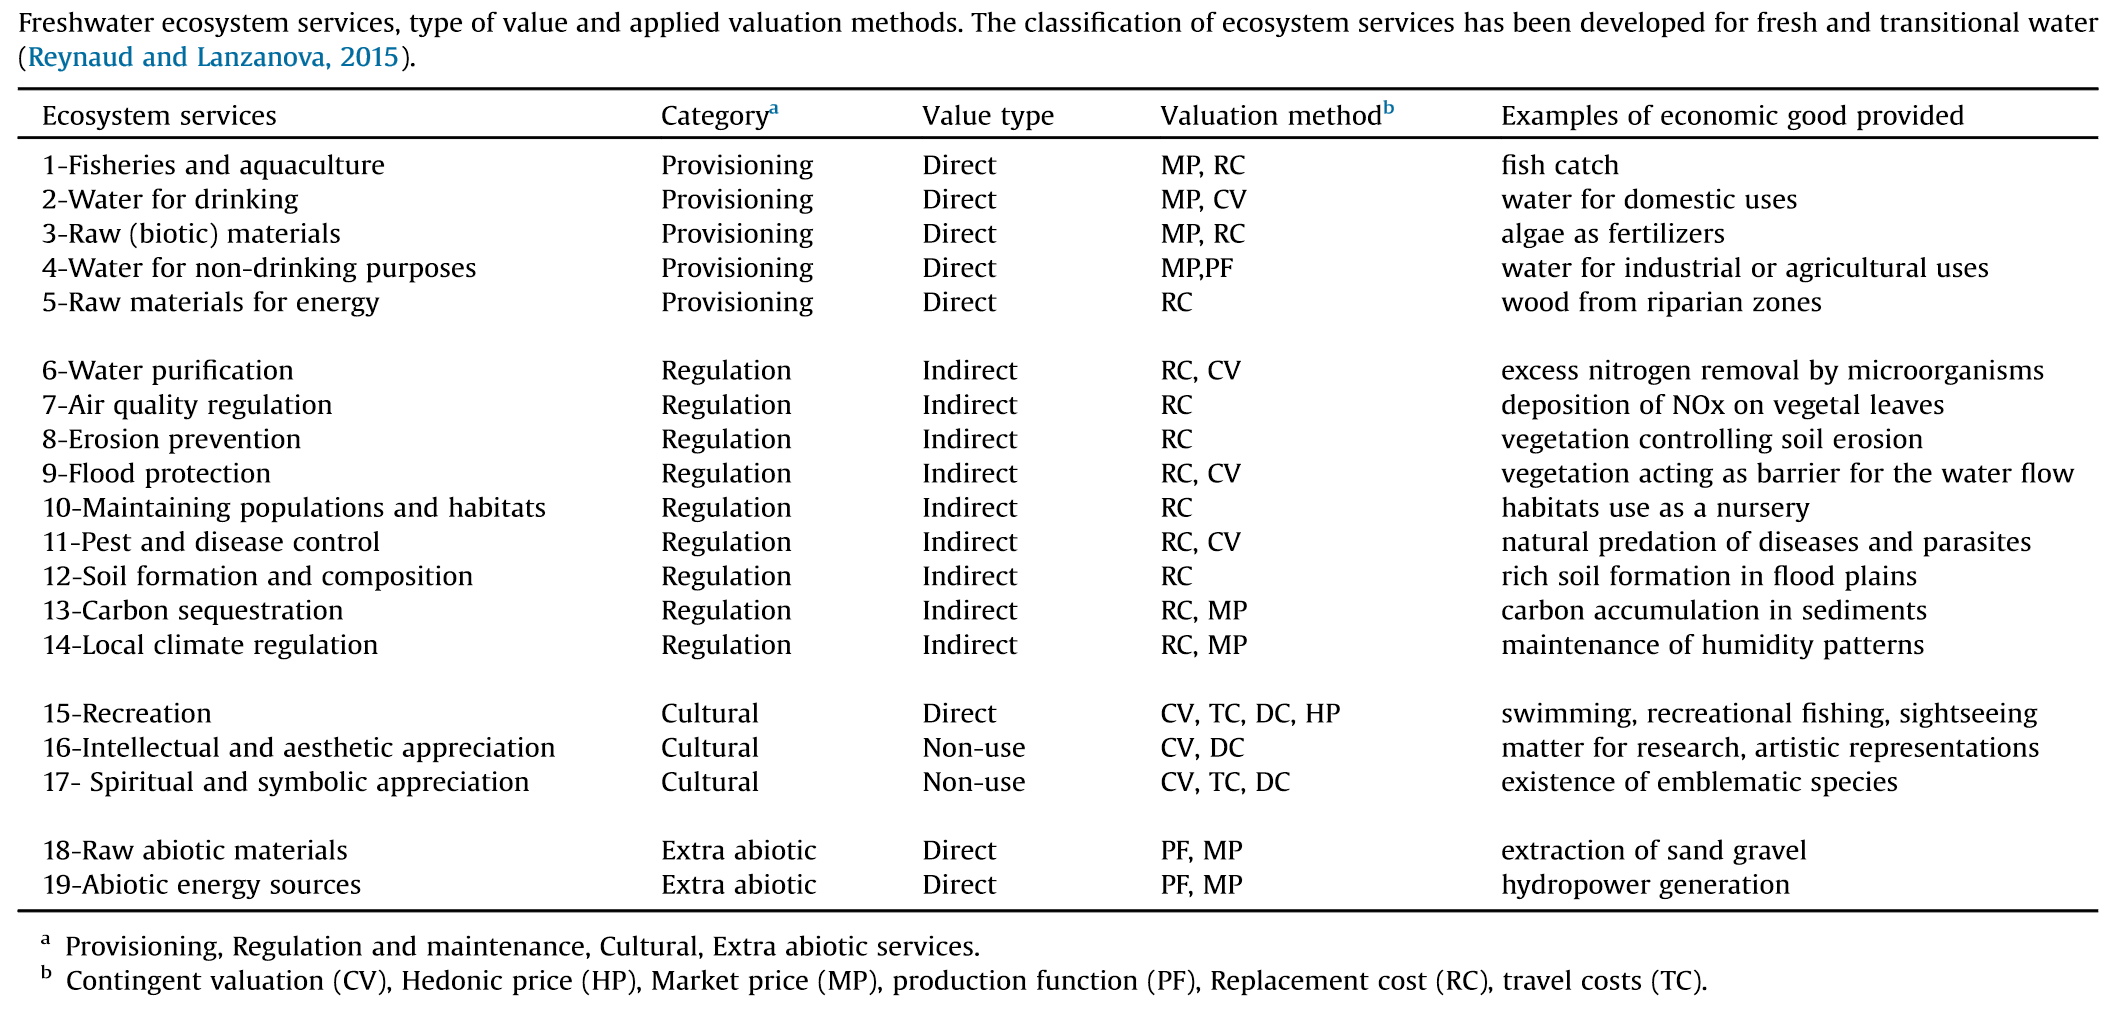 Freshwater ecosystem services, type of value and applied valuation methods. The classification of ecosystem services has been developed for fresh and transitional water
(Reynaud and Lanzanova, 2015).
Ecosystem services Categorya Value type Valuation methodb Examples of economic good provided
1-Fisheries and aquaculture Provisioning Direct MP, RC fish catch
2-Water for drinking Provisioning Direct MP, CV water for domestic uses
3-Raw (biotic) materials Provisioning Direct MP, RC algae as fertilizers
4-Water for non-drinking purposes Provisioning Direct MP,PF water for industrial or agricultural uses
5-Raw materials for energy Provisioning Direct RC wood from riparian zones
6-Water purification Regulation Indirect RC, CV excess nitrogen removal by microorganisms
7-Air quality regulation Regulation Indirect RC deposition of NOx on vegetal leaves
8-Erosion prevention Regulation Indirect RC vegetation controlling soil erosion
9-Flood protection Regulation Indirect RC, CV vegetation acting as barrier for the water flow
10-Maintaining populations and habitats Regulation Indirect RC habitats use as a nursery
11-Pest and disease control Regulation Indirect RC, CV natural predation of diseases and parasites
12-Soil formation and composition Regulation Indirect RC rich soil formation in flood plains
13-Carbon sequestration Regulation Indirect RC, MP carbon accumulation in sediments
14-Local climate regulation Regulation Indirect RC, MP maintenance of humidity patterns
15-Recreation Cultural Direct CV, TC, DC, HP swimming, recreational fishing, sightseeing
16-Intellectual and aesthetic appreciation Cultural Non-use CV, DC matter for research, artistic representations
17- Spiritual and symbolic appreciation Cultural Non-use CV, TC, DC existence of emblematic species
18-Raw abiotic materials Extra abiotic Direct PF, MP extraction of sand gravel
19-Abiotic energy sources Extra abiotic Direct PF, MP hydropower generation
a Provisioning, Regulation and maintenance, Cultural, Extra abiotic services.
b Contingent valuation (CV), Hedonic price (HP), Market price (MP), production function (PF), Replacement cost (RC), travel costs (TC).